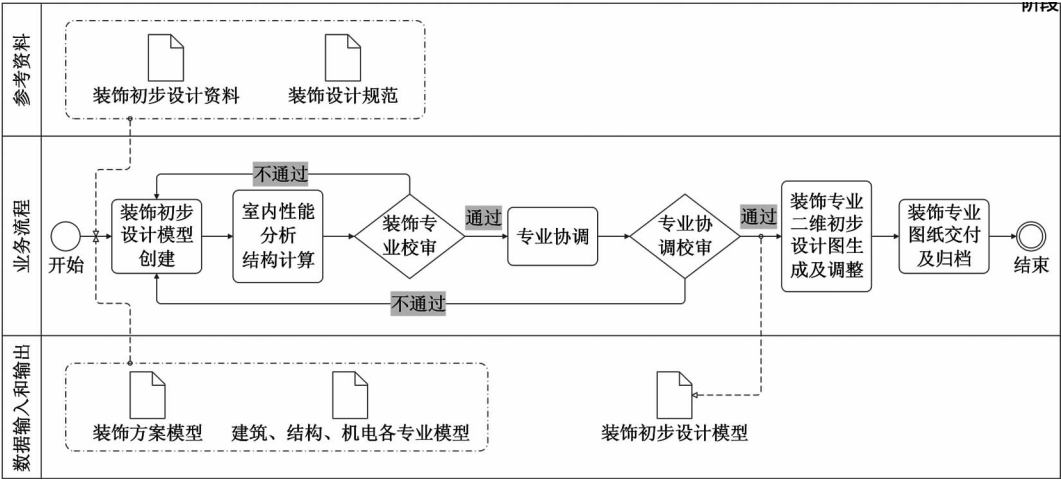 阶段
参考资料
装饰初步设计资料
装饰设计规范
业务流程
开始
装饰初步
设计模型
创建
不通过
室内性能
分析
结构计算
装饰专
业校审
通过
专业协调
专业协
调校审
通过
不通过
装饰专业
二维初步
设计图生
成及调整
装饰专业
图纸交付
及归档
结束
数据输入和输出
装饰方案模型
建筑、结构、机电各专业模型
装饰初步设计模型